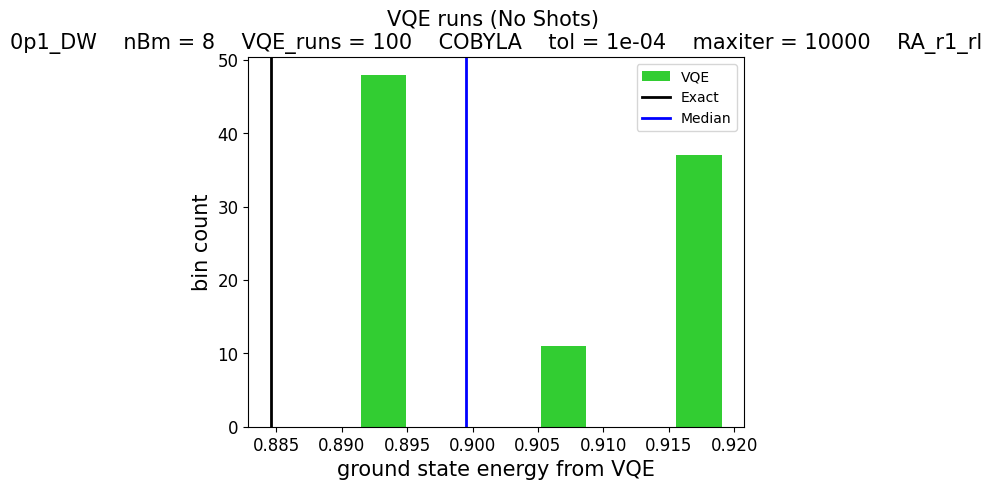 VQE runs (No Shots)
0p1_DW nBm = 8 VQE_runs = 100 COBYLA tol = 1e-04 maxiter = 10000 RA_r1_rl
VQE
Exact
Median
bin count
50
40
30
20
10
0
0.885 0.890 0.895 0.900 0.905 0.910 0.915 0.920
ground state energy from VQE